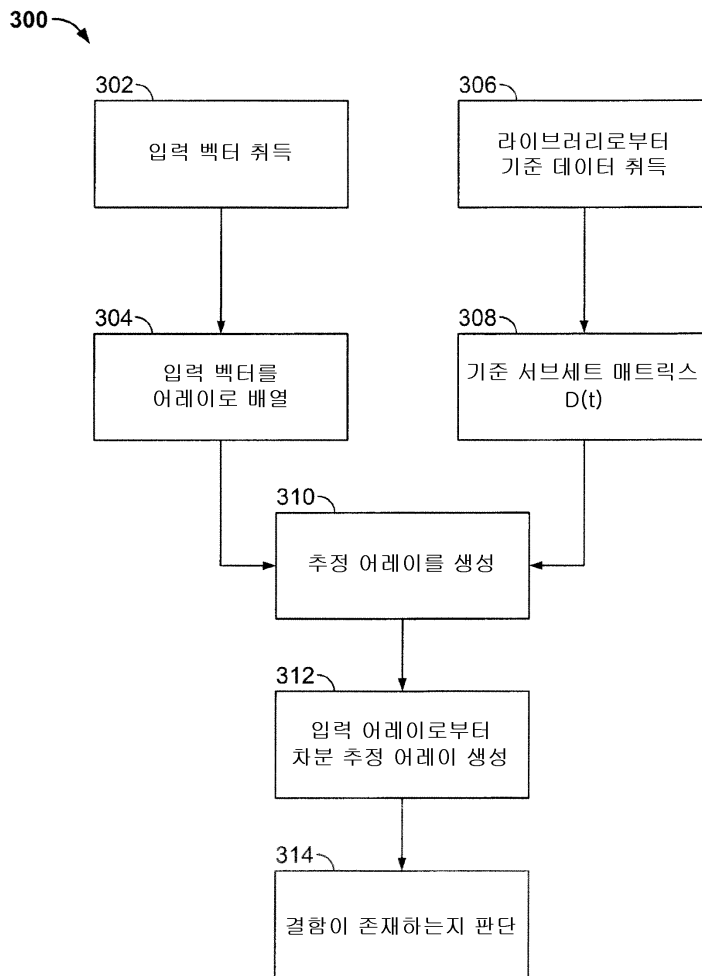 300
302
입력 벡터 취득
306
라이브러리로부터
기준 데이터 취득
304
입력 벡터를
어레이로 배열
308
기준 서브세트 매트릭스
D(t)
310
추정 어레이를 생성
312
입력 어레이로부터
차분 추정 어레이 생성
314
결함이 존재하는지 판단